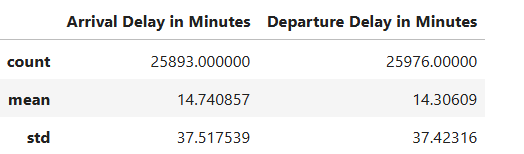 Arrival Delay in Minutes Departure Delay in Minutes
count 25893.000000 25976.00000
mean 14.740857 14.30609
std 37.517539 37.42316